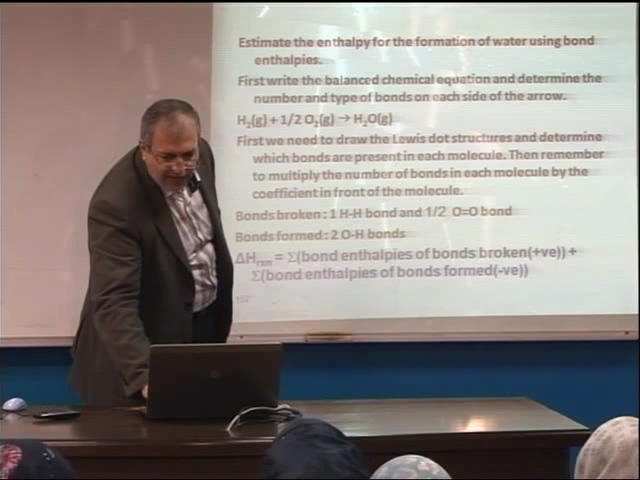 Estimate the enthalpy for the formation of water using bond
enthalpies.
First write the balanced chemical equation and determine the
number and type of bonds on each side of the arrow.
H₂(g) + 1/2 O₂(g) → H₂O(g)
First we need to draw the Lewis dot structures and determine
which bonds are present in each molecule. Then remember
to multiply the number of bonds in each molecule by the
coefficient in front of the molecule.
Bonds broken : 1 H-H bond and 1/2 O=O bond
Bonds formed : 2 O-H bonds
ΔHrxn = Σ(bond enthalpies of bonds broken(+ve)) +
Σ(bond enthalpies of bonds formed(-ve))